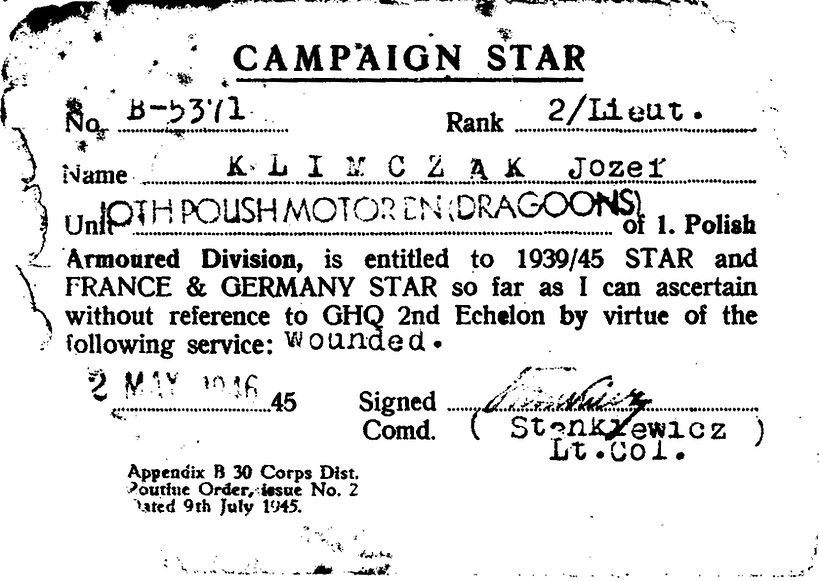 CAMPAIGN STAR
No. B-5371
Rank 2/Lieut.
Name KLIMCZAK Jozef
Unit 10TH POLISH MOTOR EN (DRAGOONS) of 1. Polish
Armoured Division, is entitled to 1939/45 STAR and
FRANCE & GERMANY STAR so far as I can ascertain
without reference to GHQ 2nd Echelon by virtue of the
following service: Wounded.
2 MAY 1946 45
Signed
Comd. ( Stankiewicz )
Lt.Col.
Appendix B 30 Corps Dist.
Routine Order, issue No. 2
Dated 9th July 1945.